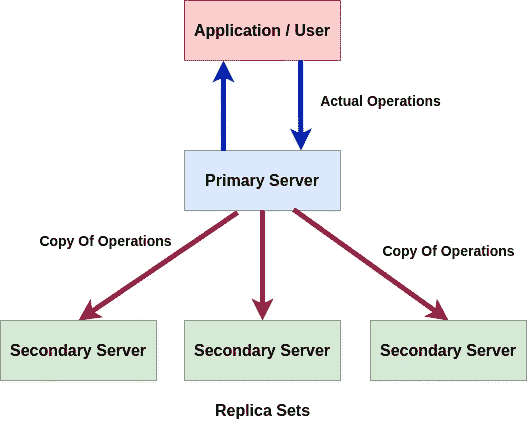 Application / User
Actual Operations
Primary Server
Copy Of Operations
Copy Of Operations
Secondary Server
Secondary Server
Secondary Server
Replica Sets